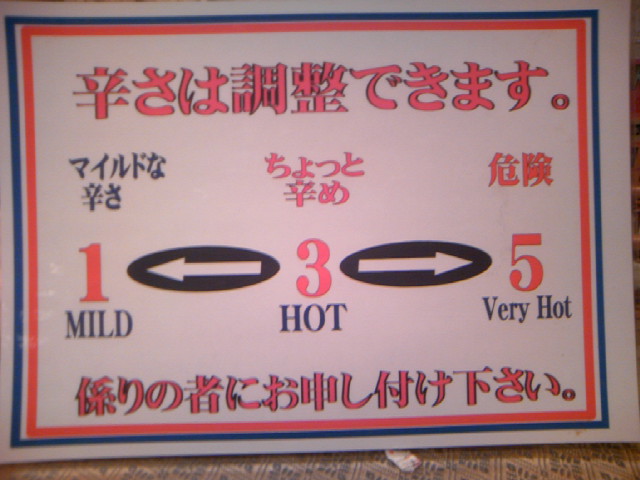 辛さは調整できます。
マイルドな
辛さ
ちょっと
辛め
危険
1
3
5
MILD
HOT
Very Hot
係りの者にお申し付け下さい。